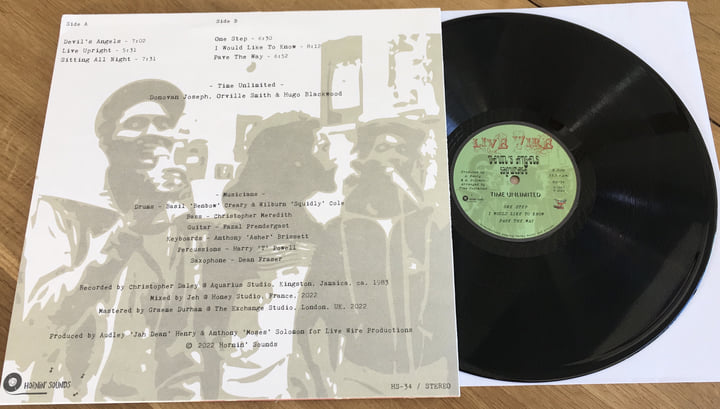 Side A
Side B
Devil's Angels - 7:02
Live Upright - 5:31
Sitting All Night - 7:31
One Step - 6:30
I Would Like To Know - 8:12
Pave The Way - 6:52
- Time Unlimited -
Donovan Joseph, Orville Smith & Hugo Blackwood
- Musicians -
Drums - Basil 'Benbow' Creary & Wilburn 'Squidly' Cole
Bass - Christopher Meredith
Guitar - Fazal Prendergast
Keyboards - Anthony 'Asher' Brissett
Percussions - Harry 'T' Powell
Saxophone - Dean Fraser
Recorded by Christopher Daley @ Aquarius Studio, Kingston, Jamaica, ca. 1983
Mixed by Jeh @ Honey Studio, France, 2022
Mastered by Graeme Durham @ The Exchange Studio, London, UK, 2022
Produced by Audley 'Jah Dean' Henry & Anthony 'Moses' Solomon for Live Wire Productions
© 2022 Hornin' Sounds
HORNIN' SOUNDS
HS-34 / STEREO
LIVE WIRE
DEVIL'S ANGELS
TIME UNLIMITED
ONE STEP
I WOULD LIKE TO KNOW
PAVE THE WAY